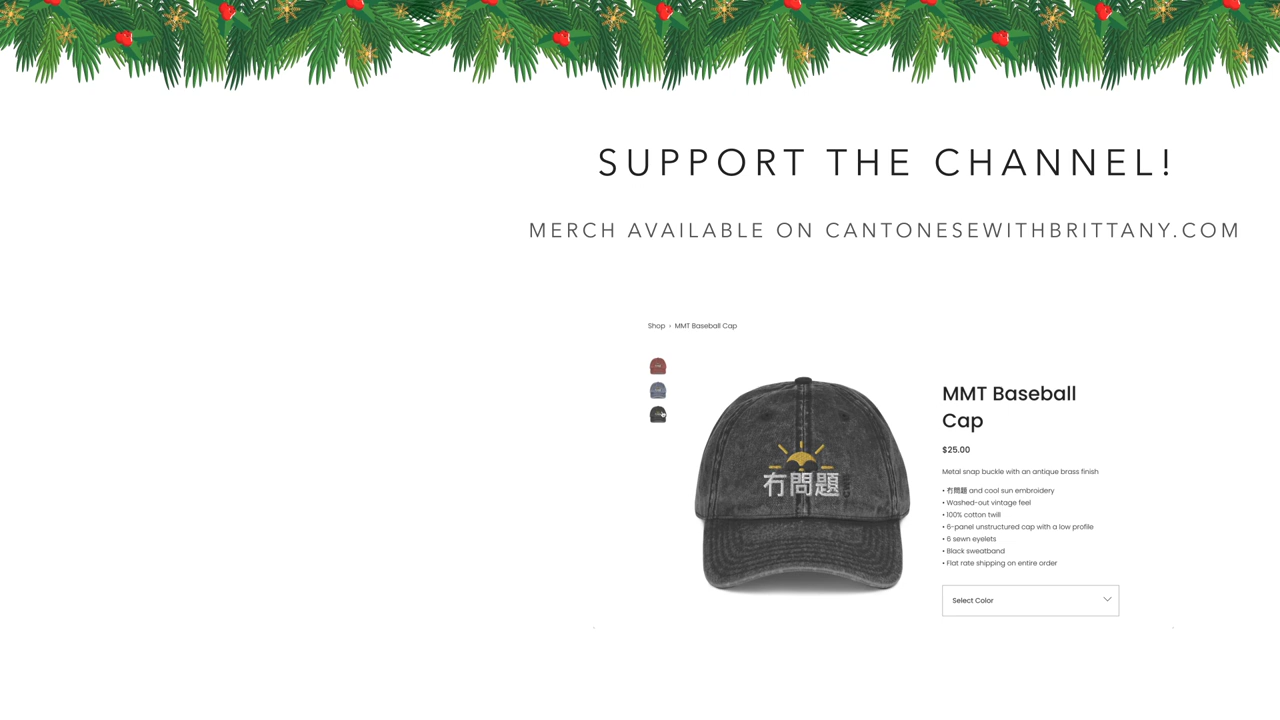 SUPPORT THE CHANNEL!
MERCH AVAILABLE ON CANTONESEWITHBRITTANY.COM
Shop › MMT Baseball Cap
冇問題
CWB
MMT Baseball
Cap
$25.00
Metal snap buckle with an antique brass finish
• 冇問題 and cool sun embroidery
• Washed-out vintage feel
• 100% cotton twill
• 6-panel unstructured cap with a low profile
• 6 sewn eyelets
• Black sweatband
• Flat rate shipping on entire order
Select Color